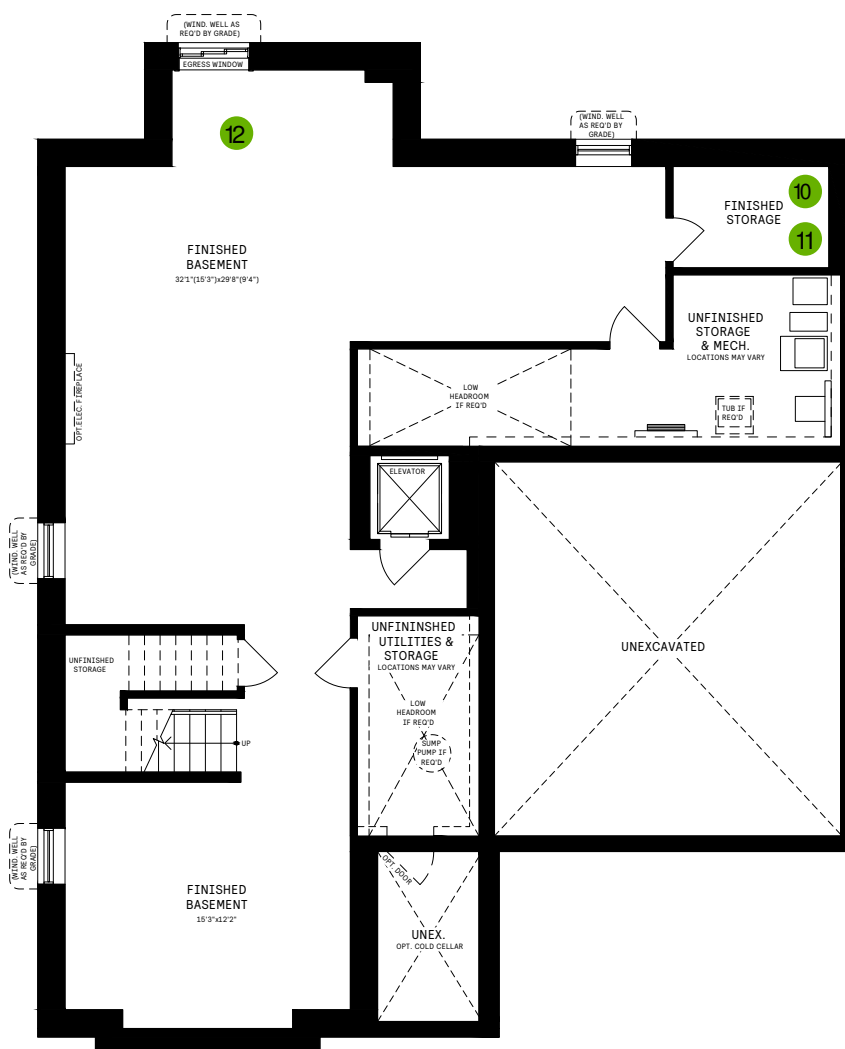 (WIND. WELL AS
REQ'D BY GRADE)
EGRESS WINDOW
12
(WIND. WELL
AS REQ'D BY
GRADE)
FINISHED
STORAGE
10
11
FINISHED
BASEMENT
32'1"(15'3")x29'8"(9'4")
UNFINISHED
STORAGE
& MECH.
LOCATIONS MAY VARY
OPT. ELEC. FIREPLACE
LOW
HEADROOM
IF REQ'D
TUB IF
REQ'D
ELEVATOR
(WIND. WELL
AS REQ'D BY
GRADE)
UNFININSHED
UTILITIES &
STORAGE
LOCATIONS MAY VARY
UNFINISHED
STORAGE
UNEXCAVATED
LOW
HEADROOM
IF REQ'D
X
SUMP
PUMP IF
REQ'D
UP
(WIND. WELL
AS REQ'D BY
GRADE)
OPT. DOOR
FINISHED
BASEMENT
15'3"x12'2"
UNEX.
OPT. COLD CELLAR